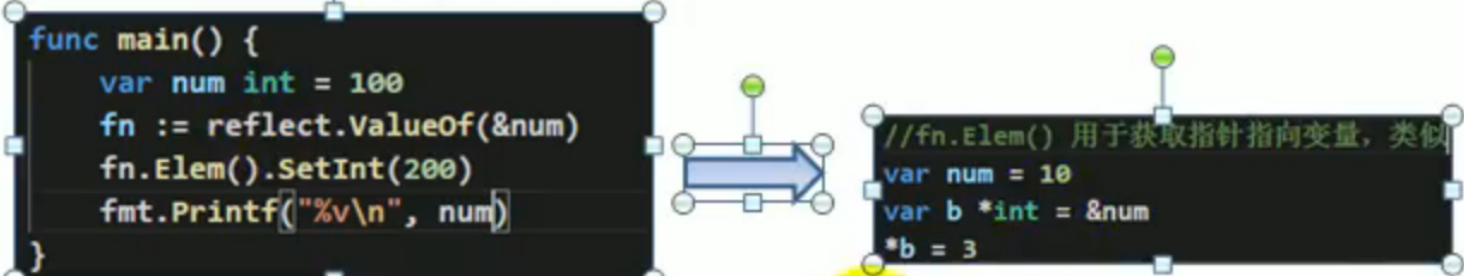 func main() {
    var num int = 100
    fn := reflect.ValueOf(&num)
    fn.Elem().SetInt(200)
    fmt.Printf("%v\n", num)
}
//fn.Elem() 用于获取指针指向变量，类似
var num = 10
var b *int = &num
*b = 3